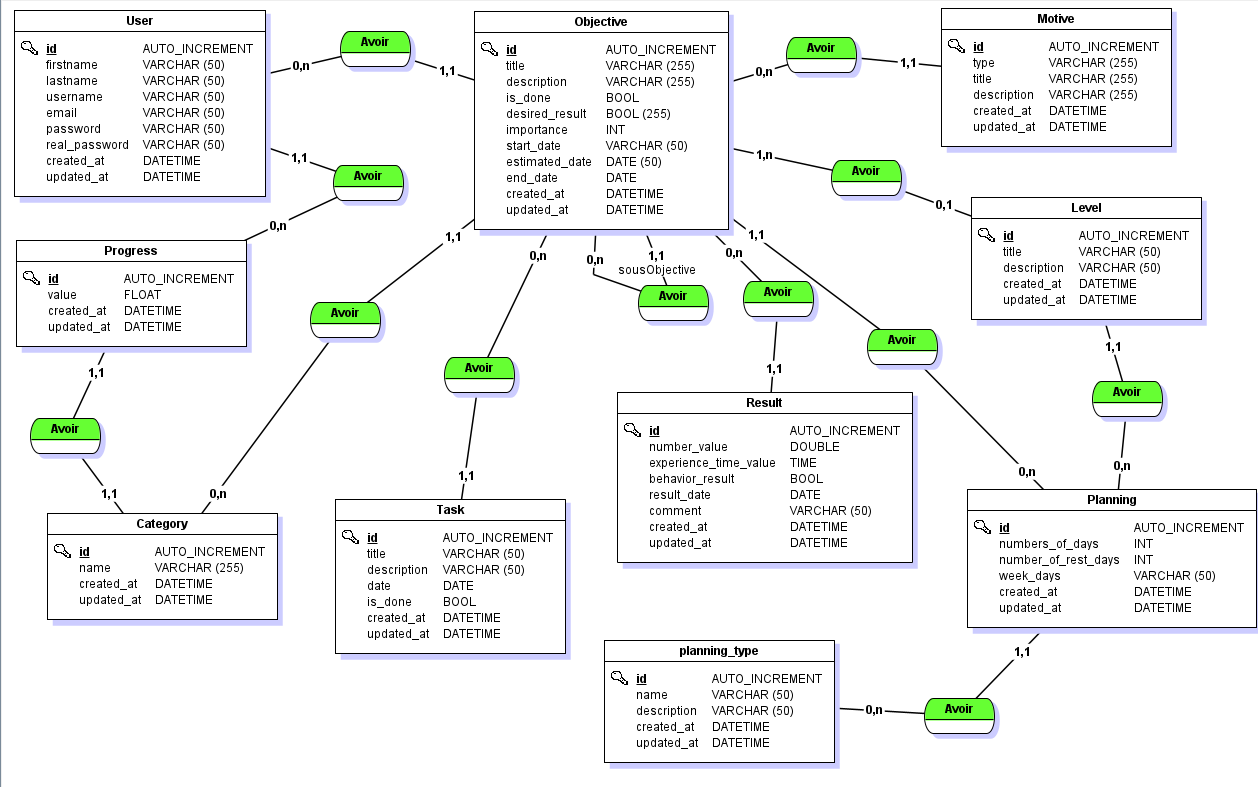 User
id AUTO_INCREMENT
firstname VARCHAR (50)
lastname VARCHAR (50)
username VARCHAR (50)
email VARCHAR (50)
password VARCHAR (50)
real_password VARCHAR (50)
created_at DATETIME
updated_at DATETIME
0,n
Avoir
1,1
Objective
id AUTO_INCREMENT
title VARCHAR (255)
description VARCHAR (255)
is_done BOOL
desired_result BOOL (255)
importance INT
start_date VARCHAR (50)
estimated_date DATE (50)
end_date DATE
created_at DATETIME
updated_at DATETIME
0,n
Avoir
1,1
Motive
id AUTO_INCREMENT
type VARCHAR (255)
title VARCHAR (255)
description VARCHAR (255)
created_at DATETIME
updated_at DATETIME
1,1
Avoir
0,n
1,n
Avoir
0,1
Level
id AUTO_INCREMENT
title VARCHAR (50)
description VARCHAR (50)
created_at DATETIME
updated_at DATETIME
Progress
id AUTO_INCREMENT
value FLOAT
created_at DATETIME
updated_at DATETIME
1,1
Avoir
0,n
0,n
Avoir
1,1
0,n
1,1
sousObjective
Avoir
0,n
Avoir
1,1
1,1
Avoir
0,n
1,1
Avoir
0,n
1,1
Avoir
1,1
Category
id AUTO_INCREMENT
name VARCHAR (255)
created_at DATETIME
updated_at DATETIME
Task
id AUTO_INCREMENT
title VARCHAR (50)
description VARCHAR (50)
date DATE
is_done BOOL
created_at DATETIME
updated_at DATETIME
Result
id AUTO_INCREMENT
number_value DOUBLE
experience_time_value TIME
behavior_result BOOL
result_date DATE
comment VARCHAR (50)
created_at DATETIME
updated_at DATETIME
Planning
id AUTO_INCREMENT
numbers_of_days INT
number_of_rest_days INT
week_days VARCHAR (50)
created_at DATETIME
updated_at DATETIME
1,1
Avoir
0,n
planning_type
id AUTO_INCREMENT
name VARCHAR (50)
description VARCHAR (50)
created_at DATETIME
updated_at DATETIME